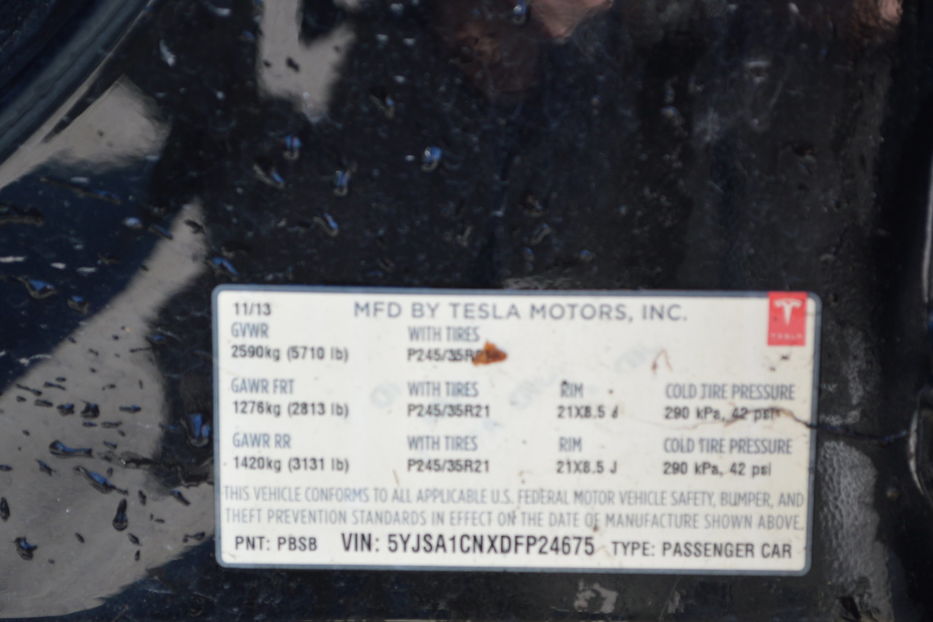 11/13 MFD BY TESLA MOTORS, INC.
TESLA
GVWR WITH TIRES
2590kg (5710 lb)
GAWR FRT WITH TIRES RIM COLD TIRE PRESSURE
1276kg (2813 lb) P245/35R21 21X8.5 J 290 kPa, 42 psi
GAWR RR WITH TIRES RIM COLD TIRE PRESSURE
1420kg (3131 lb) P245/35R21 21X8.5 J 290 kPa, 42 psi
THIS VEHICLE CONFORMS TO ALL APPLICABLE U.S. FEDERAL MOTOR VEHICLE SAFETY, BUMPER, AND
THEFT PREVENTION STANDARDS IN EFFECT ON THE DATE OF MANUFACTURE SHOWN ABOVE.
PNT: PBSB VIN: 5YJSA1CNXDFP24675 TYPE: PASSENGER CAR